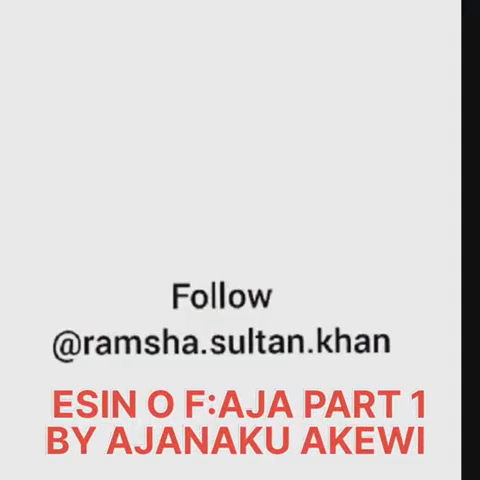 Follow
@ramsha.sultan.khan
ESIN O F:AJA PART 1
BY AJANAKU AKEWI